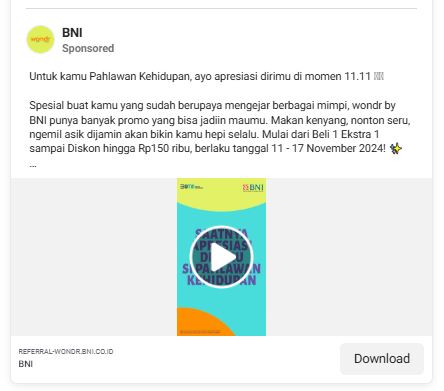 wondr
BNI
Sponsored
Untuk kamu Pahlawan Kehidupan, ayo apresiasi dirimu di momen 11.11
Spesial buat kamu yang sudah berupaya mengejar berbagai mimpi, wondr by
BNI punya banyak promo yang bisa jadiin maumu. Makan kenyang, nonton seru,
ngemil asik dijamin akan bikin kamu hepi selalu. Mulai dari Beli 1 Ekstra 1
sampai Diskon hingga Rp150 ribu, berlaku tanggal 11 - 17 November 2024! ✨
...
BNI
SAATNYA
APRESIASI
DIRIMU
SI PAHLAWAN
KEHIDUPAN
REFERRAL-WONDR.BNI.CO.ID
BNI
Download